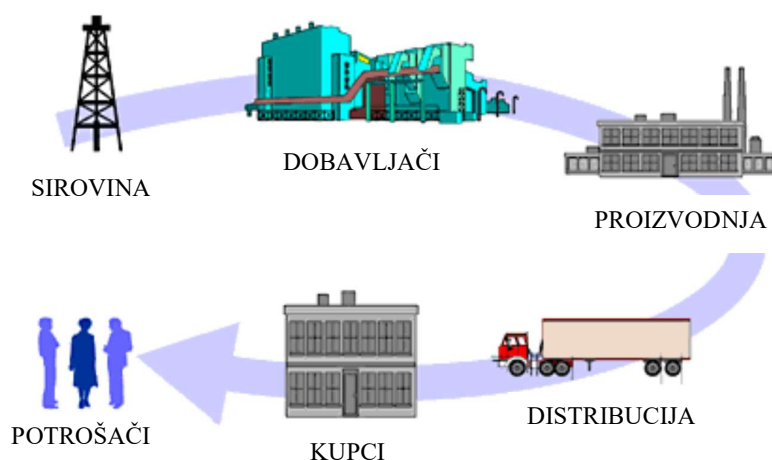 SIROVINA
DOBAVLJAČI
PROIZVODNJA
DISTRIBUCIJA
KUPCI
POTROŠAČI